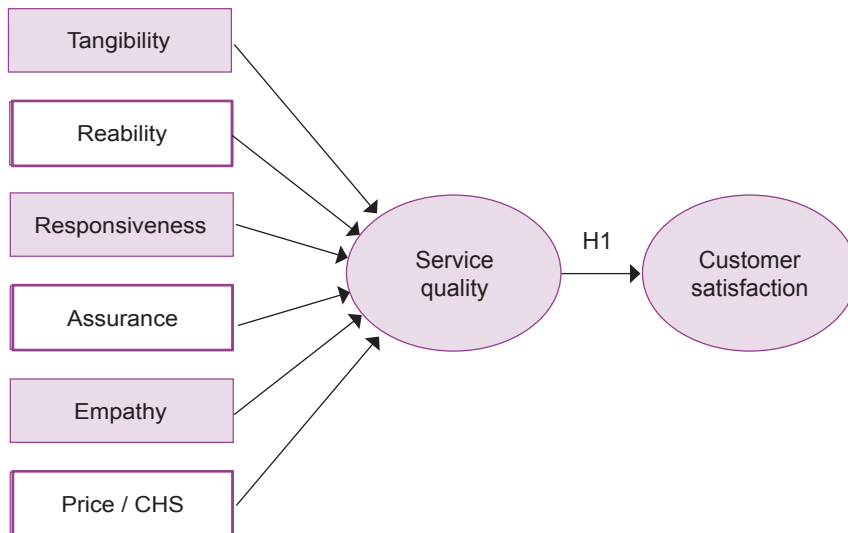 Tangibility
Reability
Responsiveness
Assurance
Empathy
Price / CHS
Service
quality
H1
Customer
satisfaction